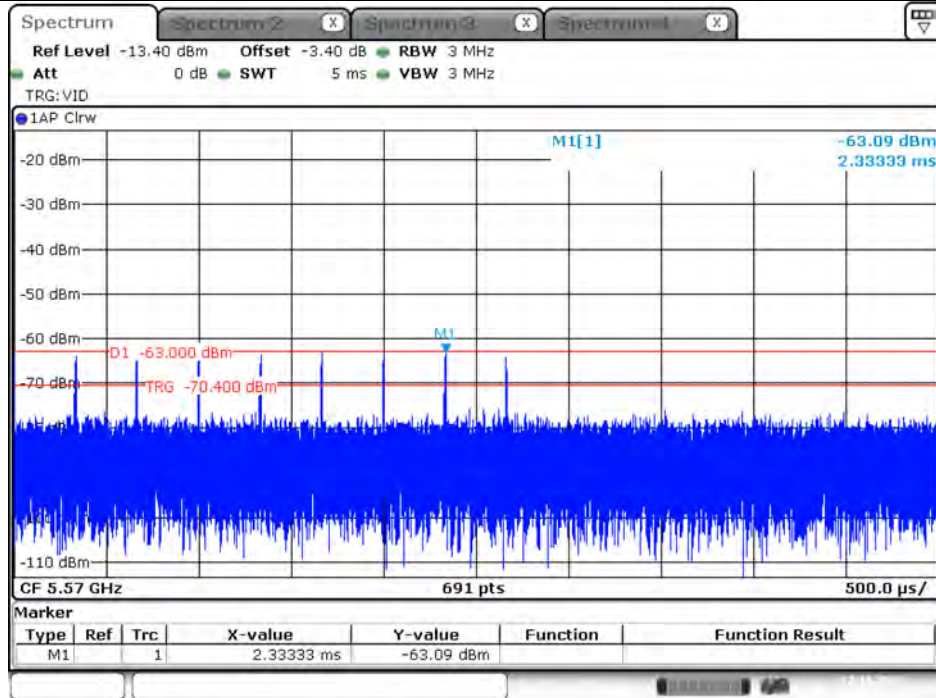 Spectrum Spectrum 2 X Spectrum 3 X Spectrum 4 X
Ref Level -13.40 dBm Offset -3.40 dB RBW 3 MHz
Att 0 dB SWT 5 ms VBW 3 MHz
TRG:VID
1AP Clrw
M1[1] -63.09 dBm
-20 dBm 2.33333 ms
-30 dBm
-40 dBm
-50 dBm
-60 dBm M1
D1 -63.000 dBm
-70 dBm TRG -70.400 dBm
-110 dBm
CF 5.57 GHz 691 pts 500.0 µs/
Marker
Type Ref Trc X-value Y-value Function Function Result
M1 1 2.33333 ms -63.09 dBm